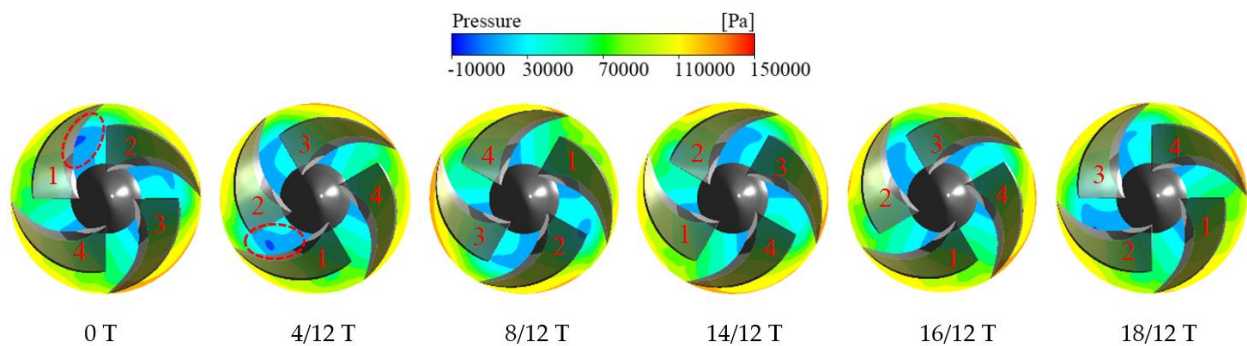 Pressure [Pa]
-10000 30000 70000 110000 150000
1 2 3 4
2 3 4 1
4 1 3 2
2 3 1 4
3 2 4 1
3 4 2 1
0 T 4/12 T 8/12 T 14/12 T 16/12 T 18/12 T